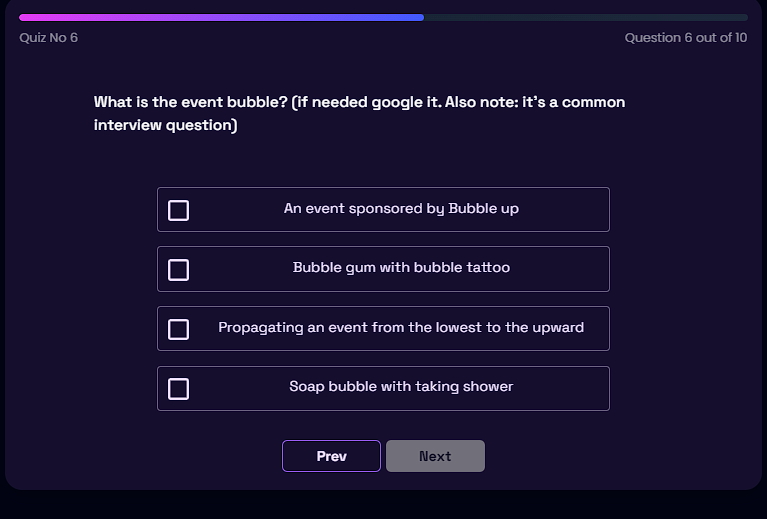 Quiz No 6
Question 6 out of 10
What is the event bubble? (if needed google it. Also note: it's a common
interview question)
An event sponsored by Bubble up
Bubble gum with bubble tattoo
Propagating an event from the lowest to the upward
Soap bubble with taking shower
Prev
Next